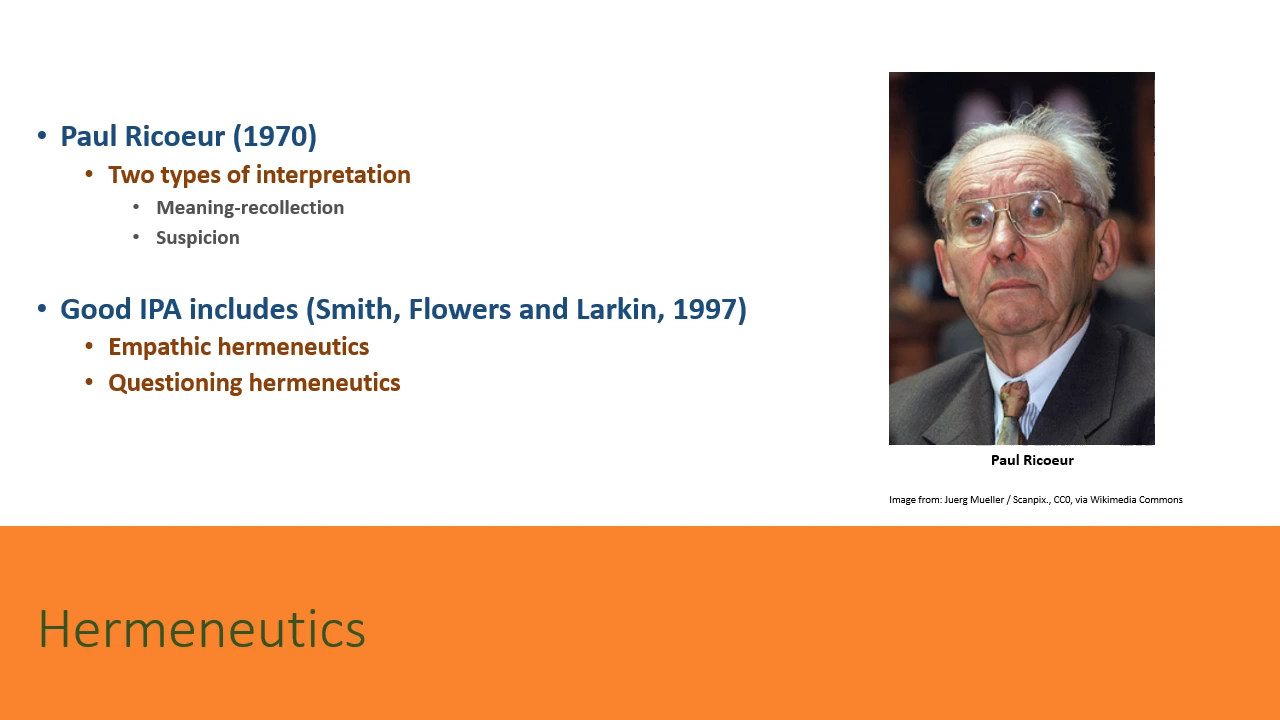 • Paul Ricoeur (1970)
• Two types of interpretation
• Meaning-recollection
• Suspicion
• Good IPA includes (Smith, Flowers and Larkin, 1997)
• Empathic hermeneutics
• Questioning hermeneutics
Paul Ricoeur
Image from: Juerg Mueller / Scanpix., CC0, via Wikimedia Commons
Hermeneutics